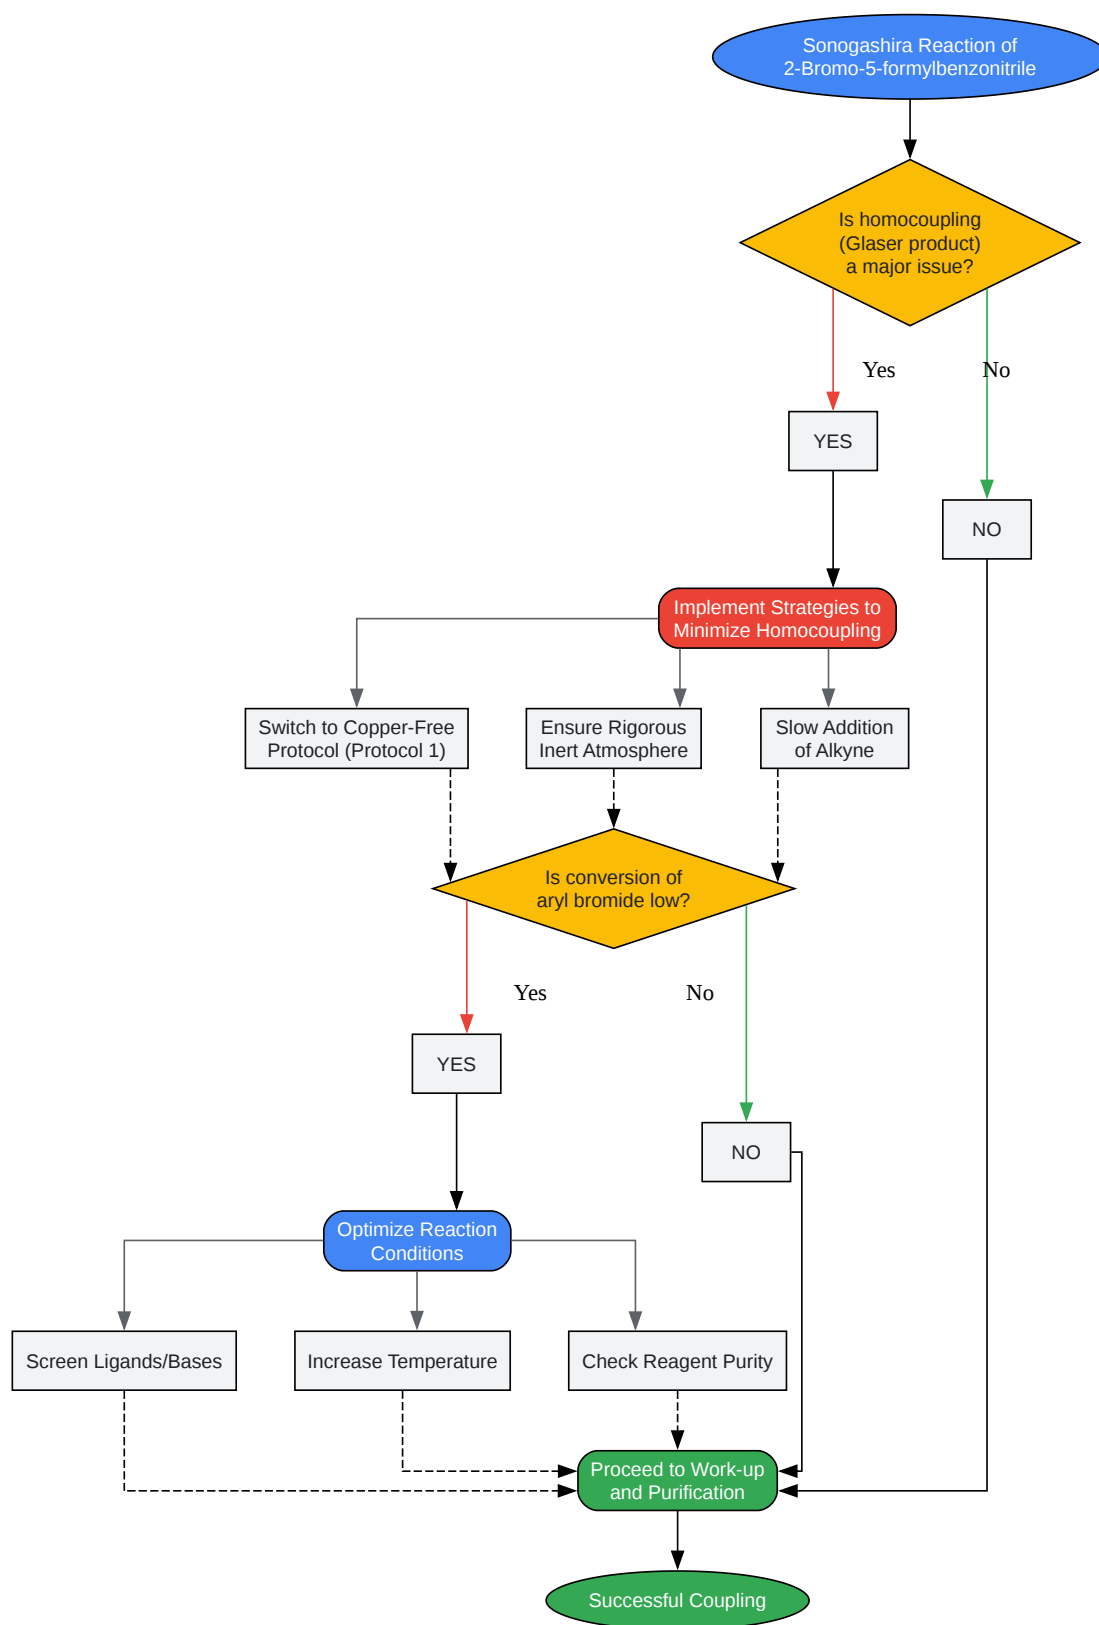 Sonogashira Reaction of
2-Bromo-5-formylbenzonitrile
Is homocoupling
(Glaser product)
a major issue?
Yes
No
YES
NO
Implement Strategies to
Minimize Homocoupling
Switch to Copper-Free
Protocol (Protocol 1)
Ensure Rigorous
Inert Atmosphere
Slow Addition
of Alkyne
Is conversion of
aryl bromide low?
Yes
No
YES
NO
Optimize Reaction
Conditions
Screen Ligands/Bases
Increase Temperature
Check Reagent Purity
Proceed to Work-up
and Purification
Successful Coupling